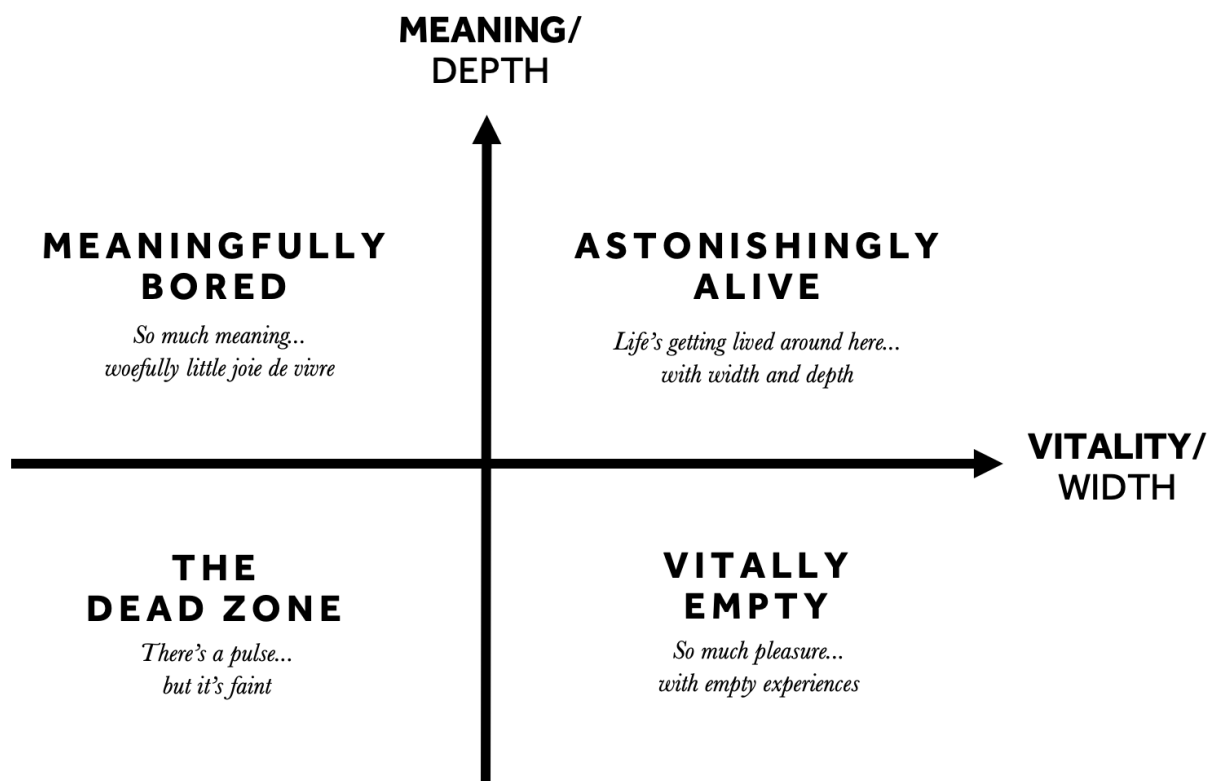 MEANING/
DEPTH
MEANINGFULLY
BORED
So much meaning...
woefully little joie de vivre
ASTONISHINGLY
ALIVE
Life’s getting lived around here...
with width and depth
VITALITY/
WIDTH
THE
DEAD ZONE
There’s a pulse...
but it’s faint
VITALLY
EMPTY
So much pleasure...
with empty experiences